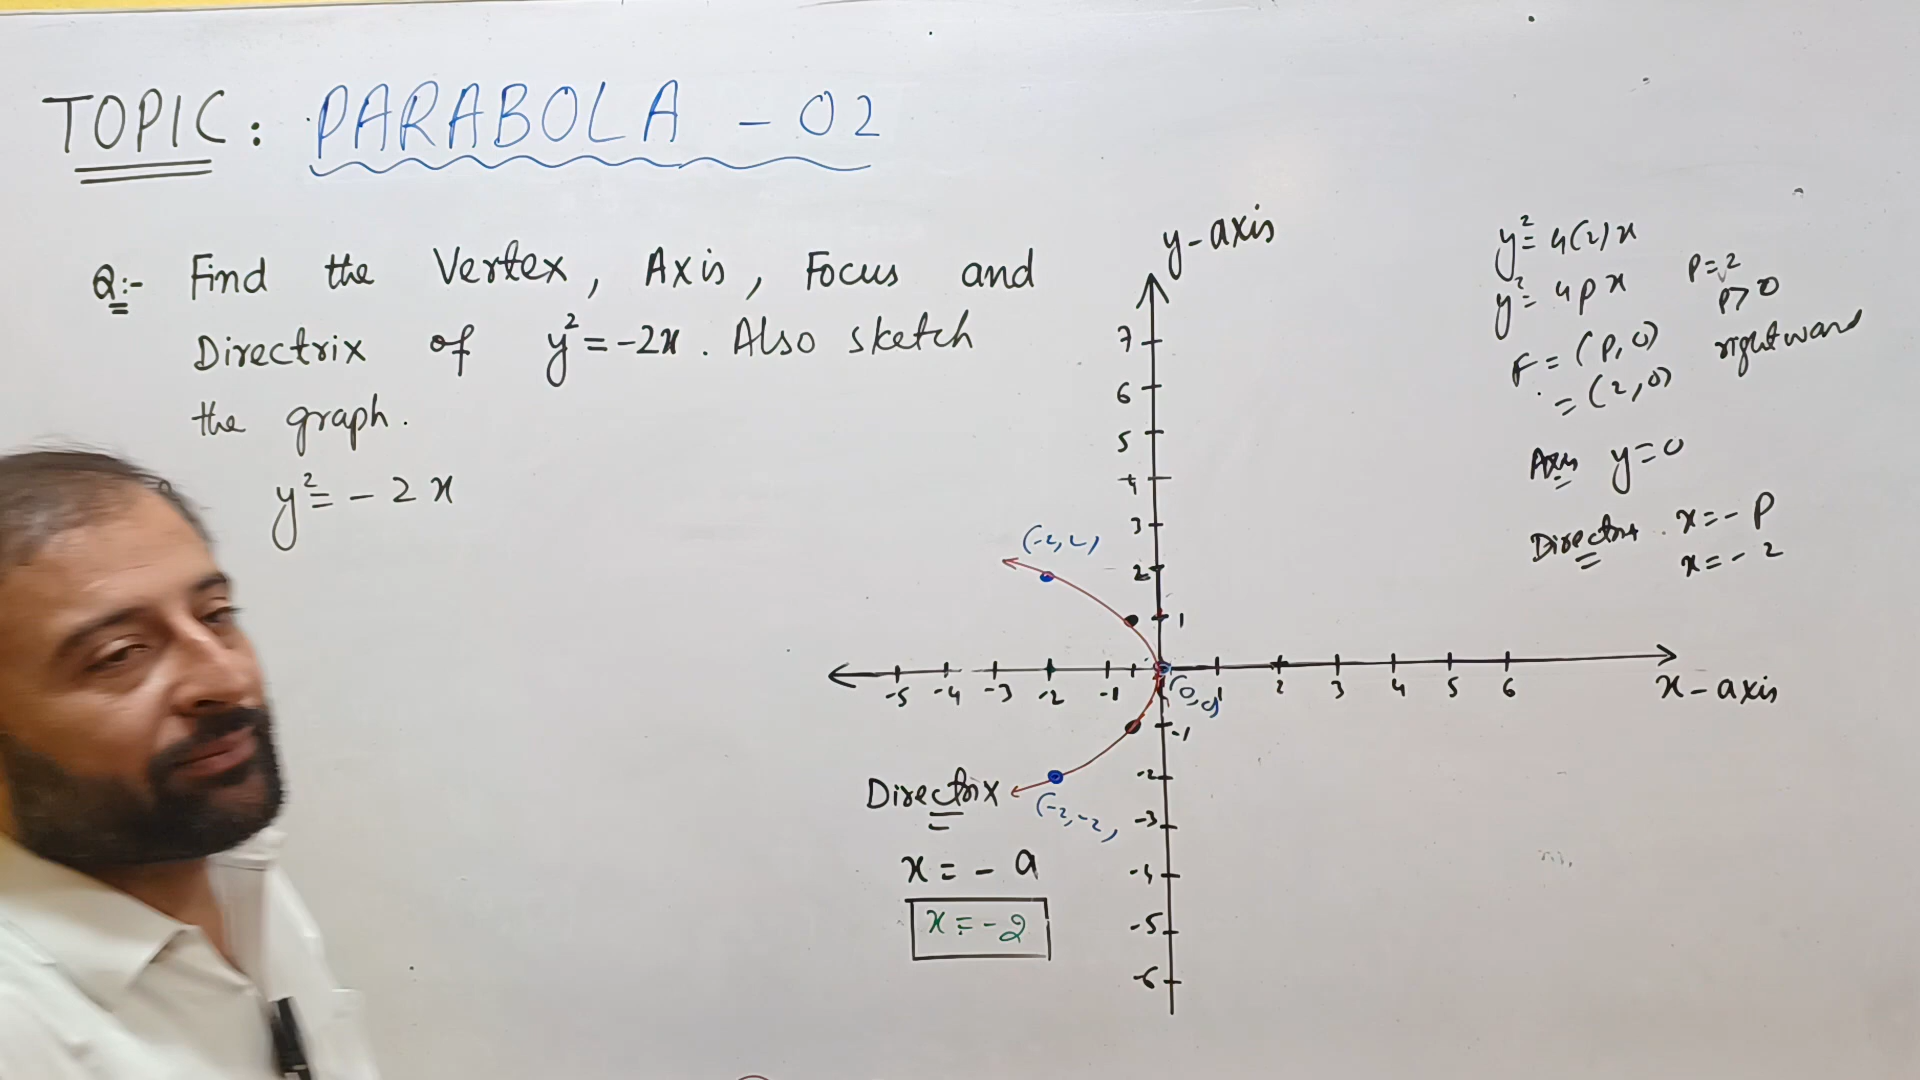 TOPIC: PARABOLA - 02
Q:- Find the Vertex, Axis, Focus and
Directrix of y² = -2x. Also sketch
the graph.
y² = - 2x
y-axis
7
6
5
4
3
2
1
-1
-2
-3
-4
-5
-6
-5 -4 -3 -2 -1 1 2 3 4 5 6
x-axis
(-2,2)
(0,0)
(-2,-2)
Directrix
x = - a
x = -2
y² = 4(2)x
y² = 4px
P = 2
P > 0
rightward
F = (P,0)
= (2,0)
Axis y = 0
Directrix x = - P
x = - 2